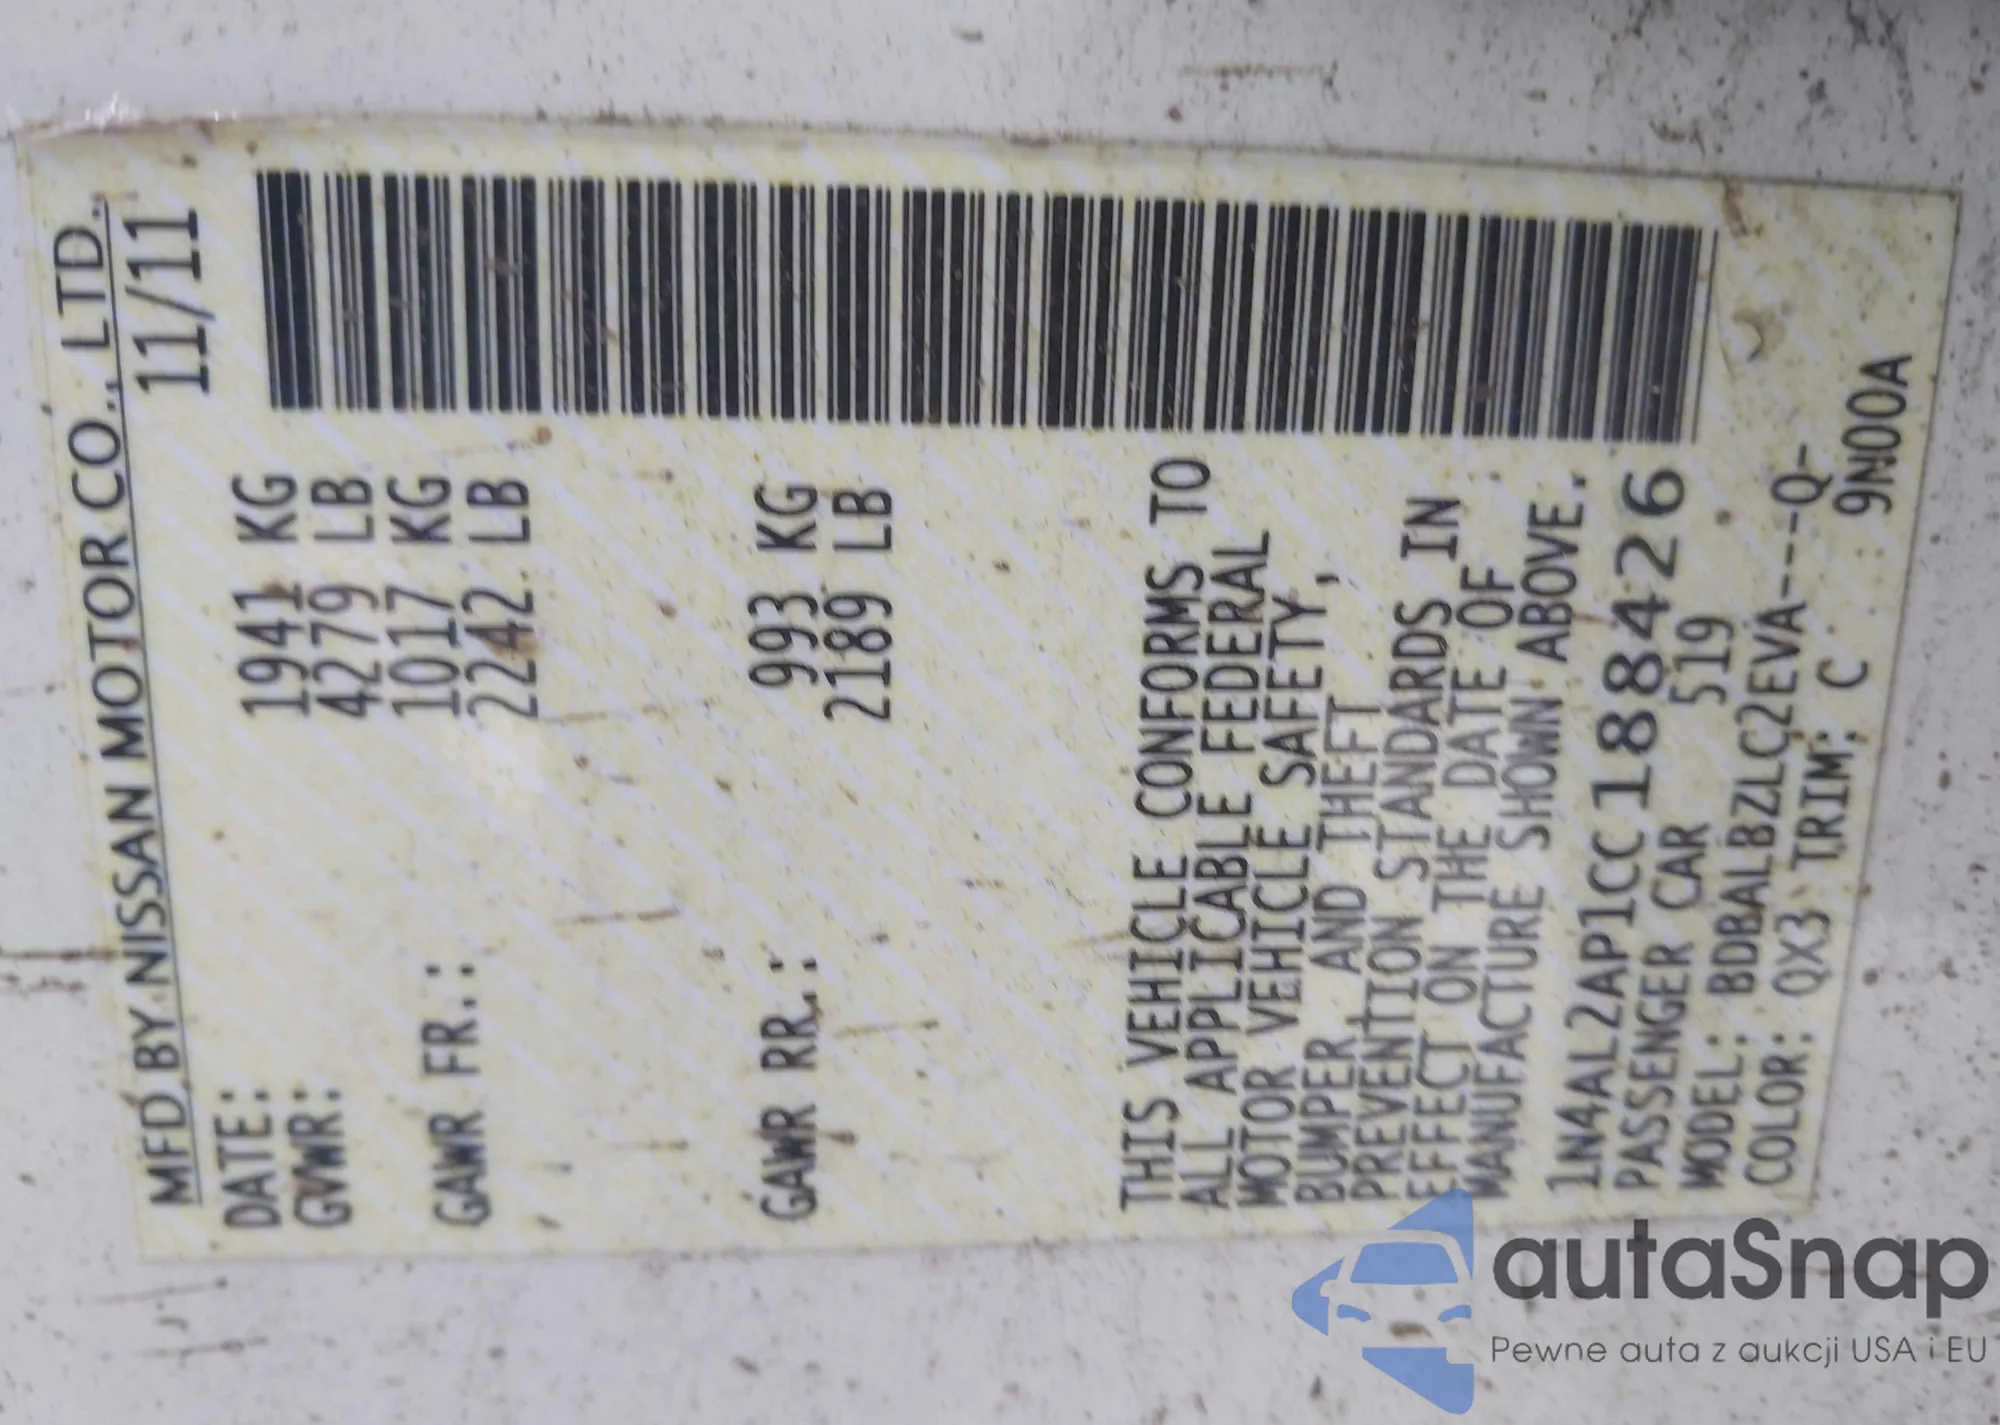 MFD BY NISSAN MOTOR CO., LTD.
DATE: 11/11
GVWR: 1941 KG
4279 LB
GAWR FR.: 1017 KG
2242 LB
GAWR RR.: 993 KG
2189 LB
THIS VEHICLE CONFORMS TO
ALL APPLICABLE FEDERAL
MOTOR VEHICLE SAFETY,
BUMPER AND THEFT
PREVENTION STANDARDS IN
EFFECT ON THE DATE OF
MANUFACTURE SHOWN ABOVE.
1N4AL2AP1CC188426
PASSENGER CAR 519
MODEL: BDBALBZLC2EVA---Q-
COLOR: QX3 TRIM: C 9N00A
autaSnap
Pewne auta z aukcji USA i EU